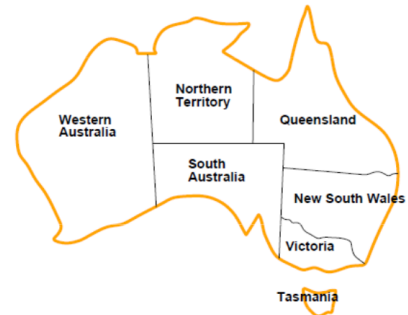 Northern
Territory
Western
Australia
Queensland
South
Australia
New South Wales
Victoria
Tasmania